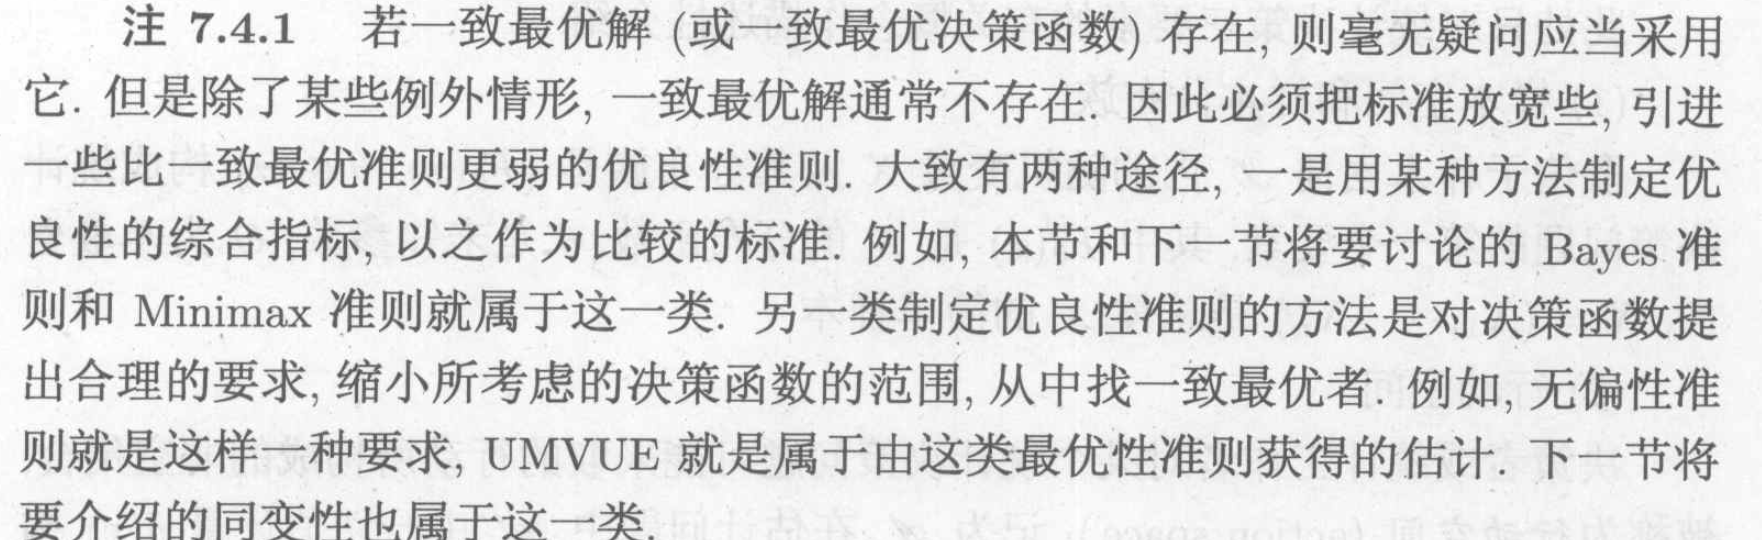 注 7.4.1 若一致最优解 (或一致最优决策函数) 存在, 则毫无疑问应当采用
它. 但是除了某些例外情形, 一致最优解通常不存在. 因此必须把标准放宽些, 引进
一些比一致最优准则更弱的优良性准则. 大致有两种途径, 一是用某种方法制定优
良性的综合指标, 以之作为比较的标准. 例如, 本节和下一节将要讨论的 Bayes 准
则和 Minimax 准则就属于这一类. 另一类制定优良性准则的方法是对决策函数提
出合理的要求, 缩小所考虑的决策函数的范围, 从中找一致最优者. 例如, 无偏性准
则就是这样一种要求, UMVUE 就是属于由这类最优性准则获得的估计. 下一节将
要介绍的同变性也属于这一类.